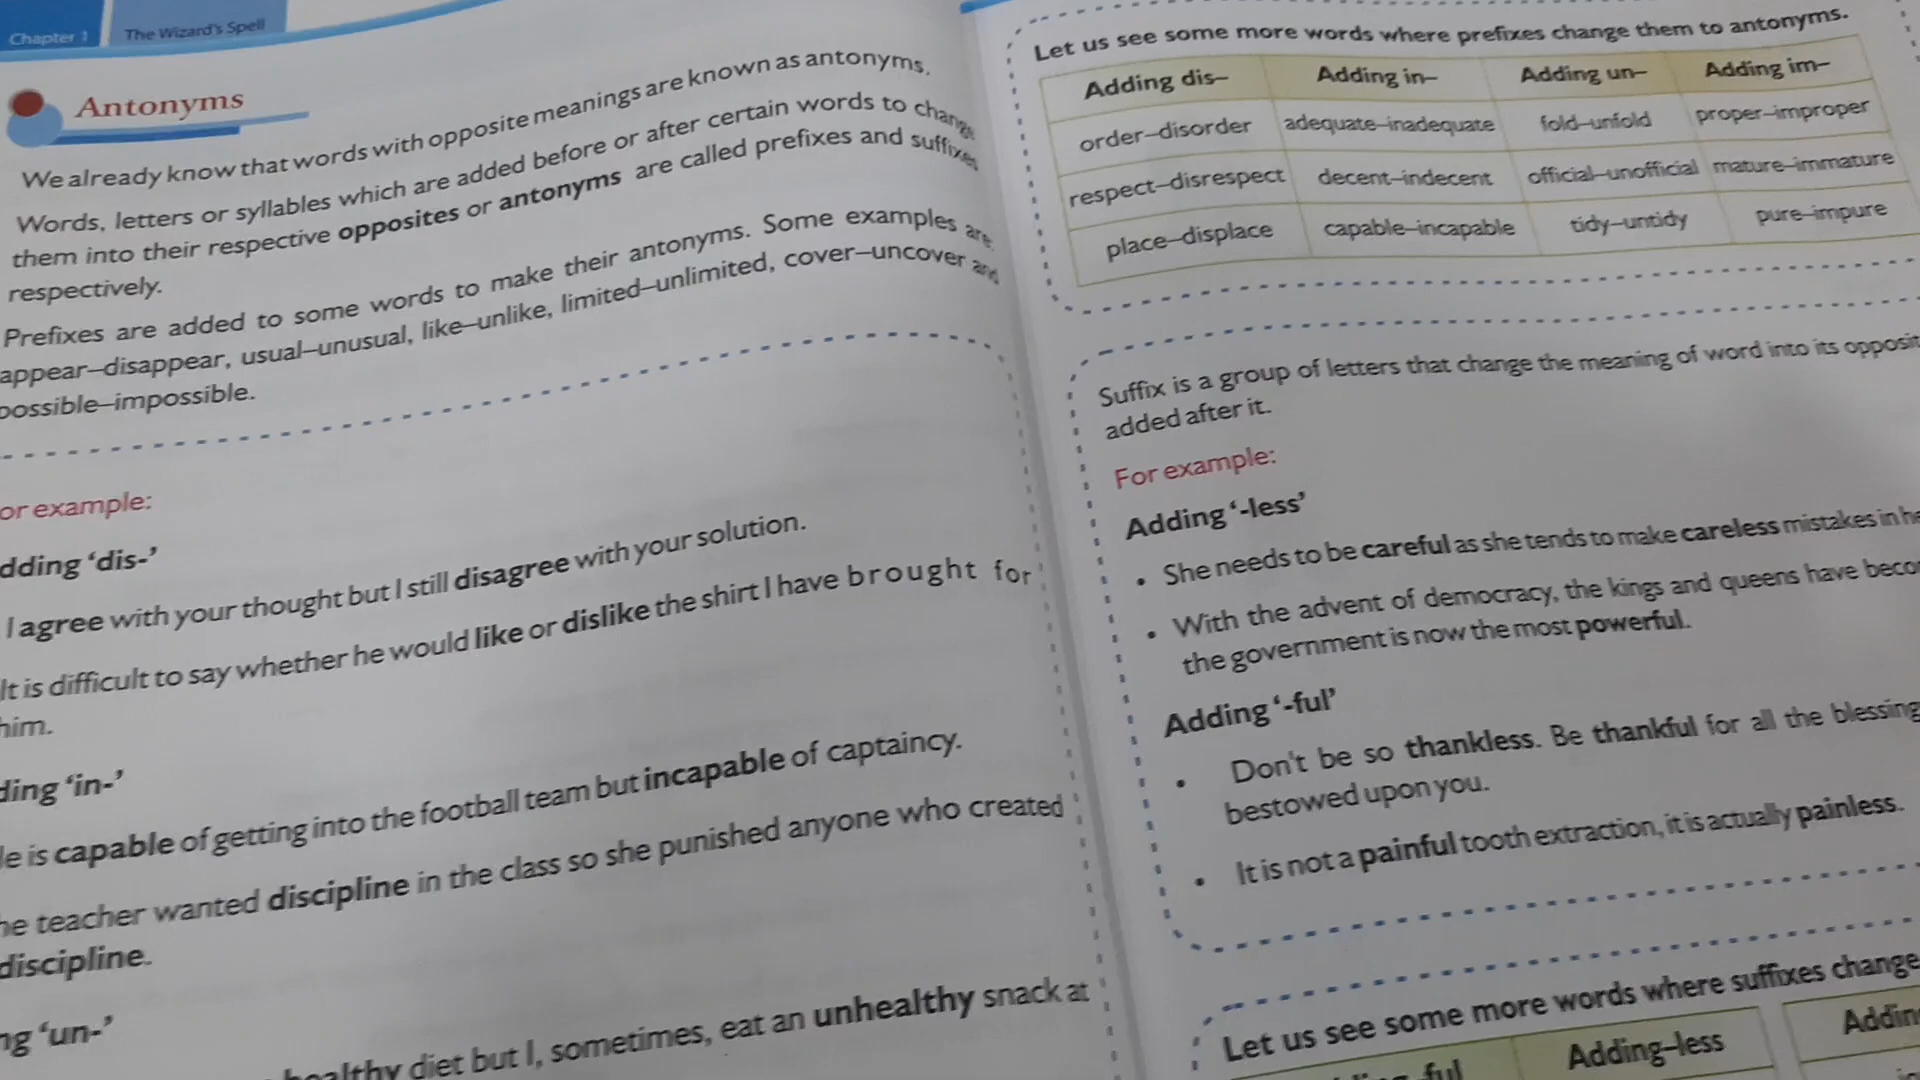 Chapter 1 The Wizard's Spell
Antonyms
We already know that words with opposite meanings are known as antonyms.
Words, letters or syllables which are added before or after certain words to change
them into their respective opposites or antonyms are called prefixes and suffixes
respectively.
Prefixes are added to some words to make their antonyms. Some examples are
appear–disappear, usual–unusual, like–unlike, limited–unlimited, cover–uncover and
possible–impossible.
or example:
dding 'dis-'
I agree with your thought but I still disagree with your solution.
It is difficult to say whether he would like or dislike the shirt I have brought for
him.
ding 'in-'
le is capable of getting into the football team but incapable of captaincy.
he teacher wanted discipline in the class so she punished anyone who created
discipline.
ng 'un-'
healthy diet but I, sometimes, eat an unhealthy snack at
Let us see some more words where prefixes change them to antonyms.
Adding dis– Adding in– Adding un– Adding im–
order–disorder adequate–inadequate fold–unfold proper–improper
respect–disrespect decent–indecent official–unofficial mature–immature
place–displace capable–incapable tidy–untidy pure–impure
Suffix is a group of letters that change the meaning of word into its opposit
added after it.
For example:
Adding '-less'
• She needs to be careful as she tends to make careless mistakes in he
• With the advent of democracy, the kings and queens have beco
the government is now the most powerful.
Adding '-ful'
• Don't be so thankless. Be thankful for all the blessing
bestowed upon you.
• It is not a painful tooth extraction, it is actually painless.
Let us see some more words where suffixes change
ding–ful Adding–less Addin